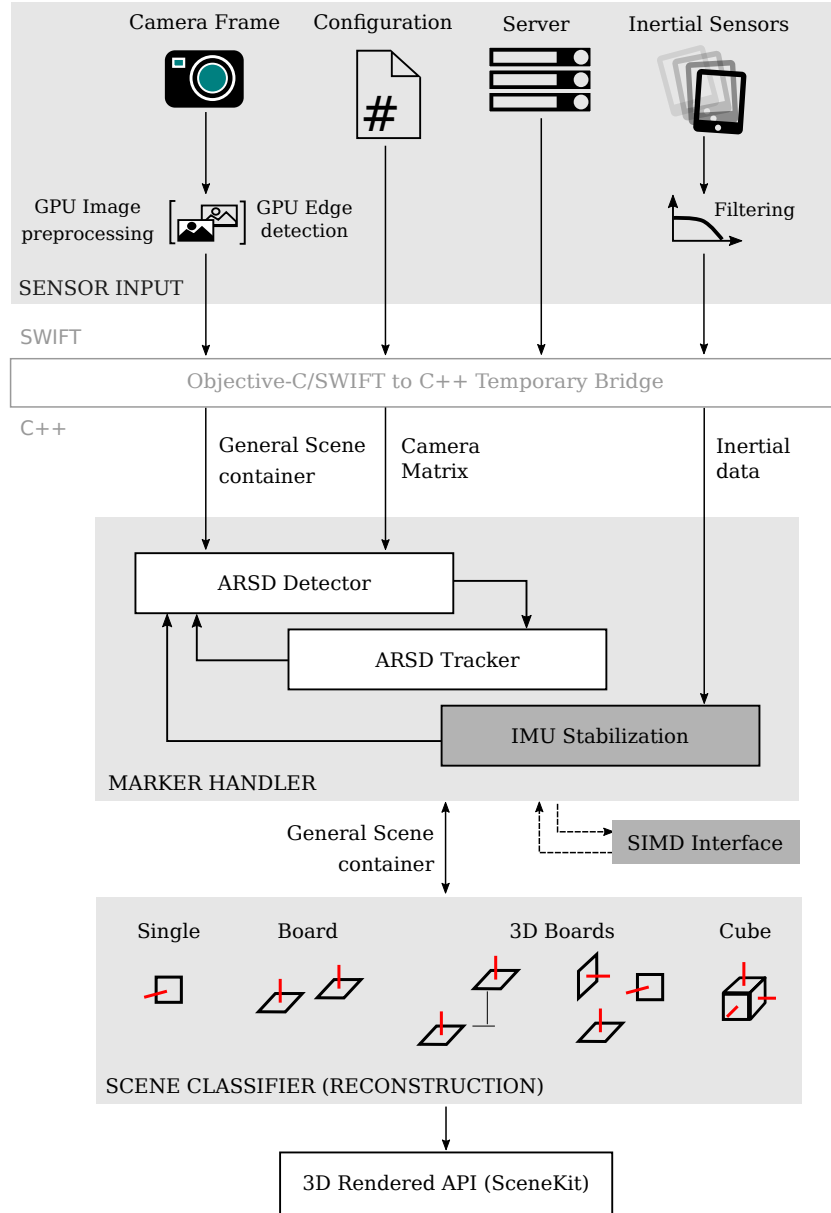 Camera Frame
Configuration
Server
Inertial Sensors
#
GPU Image
preprocessing
GPU Edge
detection
Filtering
SENSOR INPUT
SWIFT
Objective-C/SWIFT to C++ Temporary Bridge
C++
General Scene
container
Camera
Matrix
Inertial
data
ARSD Detector
ARSD Tracker
IMU Stabilization
MARKER HANDLER
General Scene
container
SIMD Interface
Single
Board
3D Boards
Cube
SCENE CLASSIFIER (RECONSTRUCTION)
3D Rendered API (SceneKit)